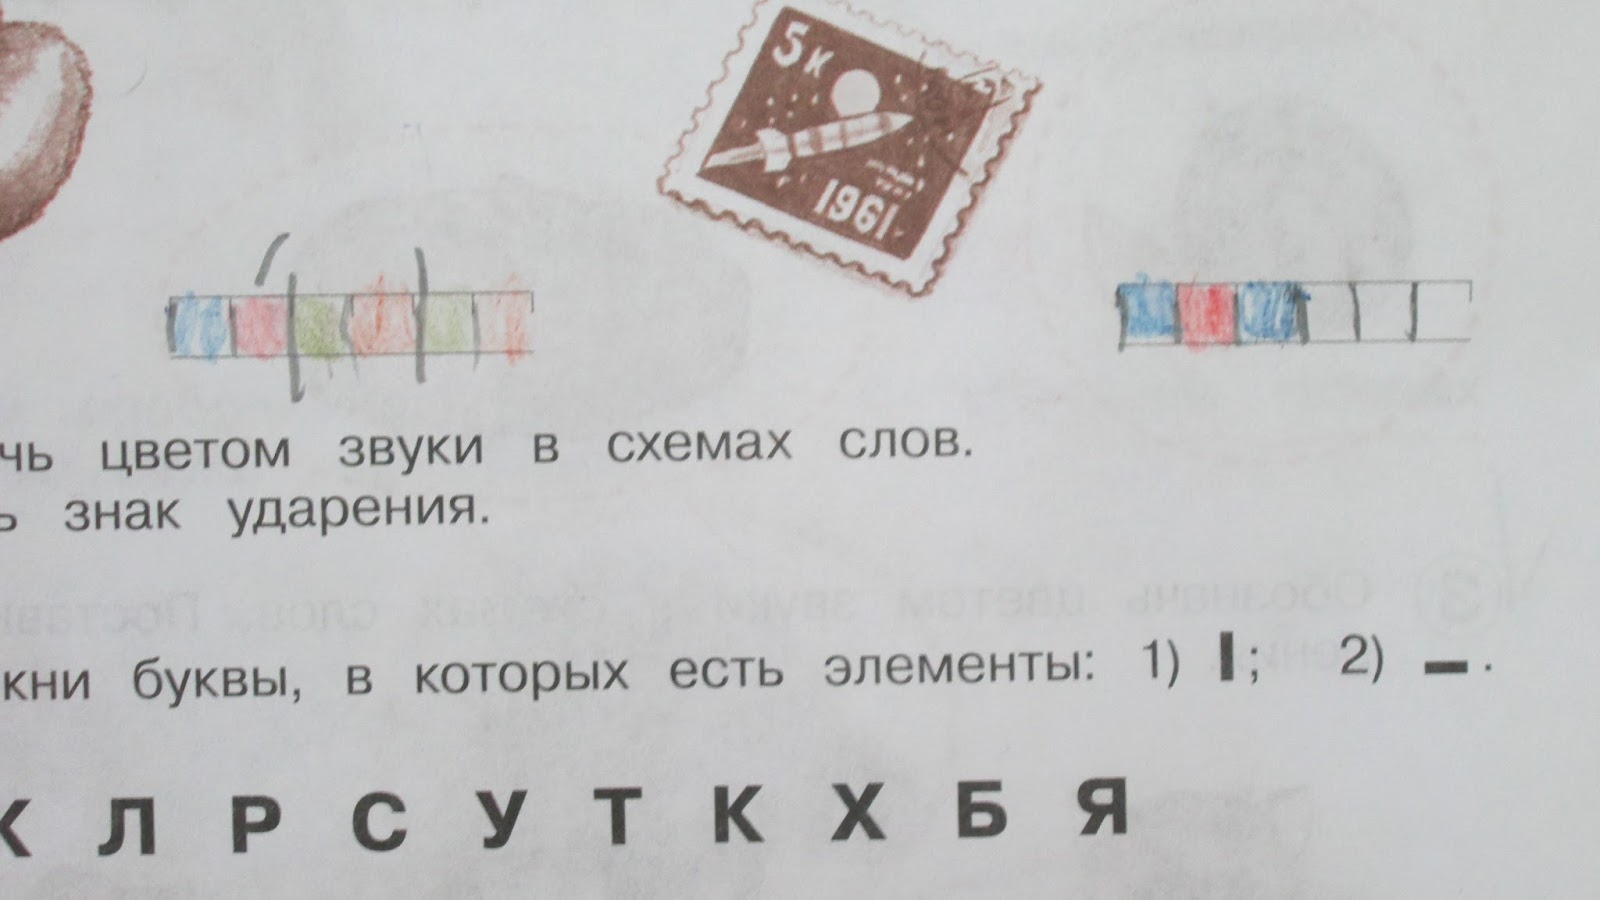 5к
1961
чь цветом звуки в схемах слов.
ь знак ударения.
кни буквы, в которых есть элементы: 1) ; 2) .
К Л Р С У Т К Х Б Я